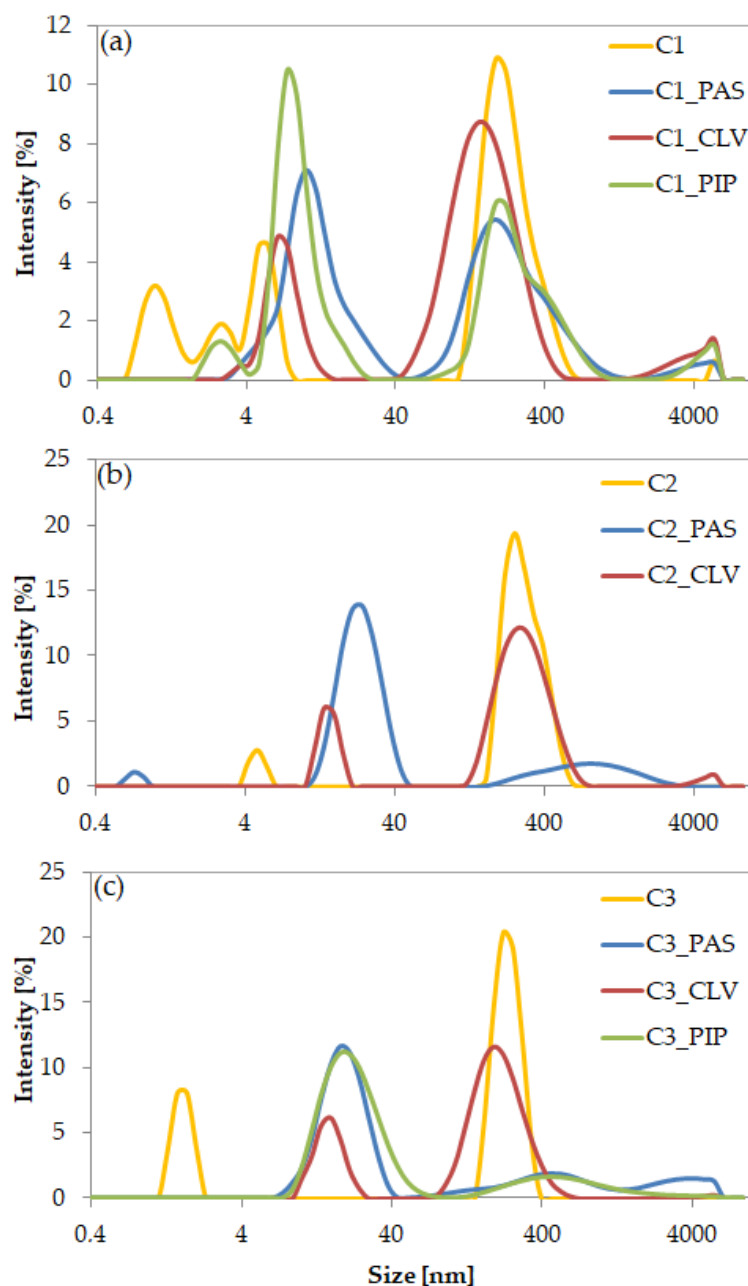 (a)
12
10
8
6
4
2
0
Intensity [%]
C1
C1_PAS
C1_CLV
C1_PIP
0.4 4 40 400 4000
(b)
25
20
15
10
5
0
Intensity [%]
C2
C2_PAS
C2_CLV
0.4 4 40 400 4000
(c)
25
20
15
10
5
0
Intensity [%]
C3
C3_PAS
C3_CLV
C3_PIP
0.4 4 40 400 4000
Size [nm]